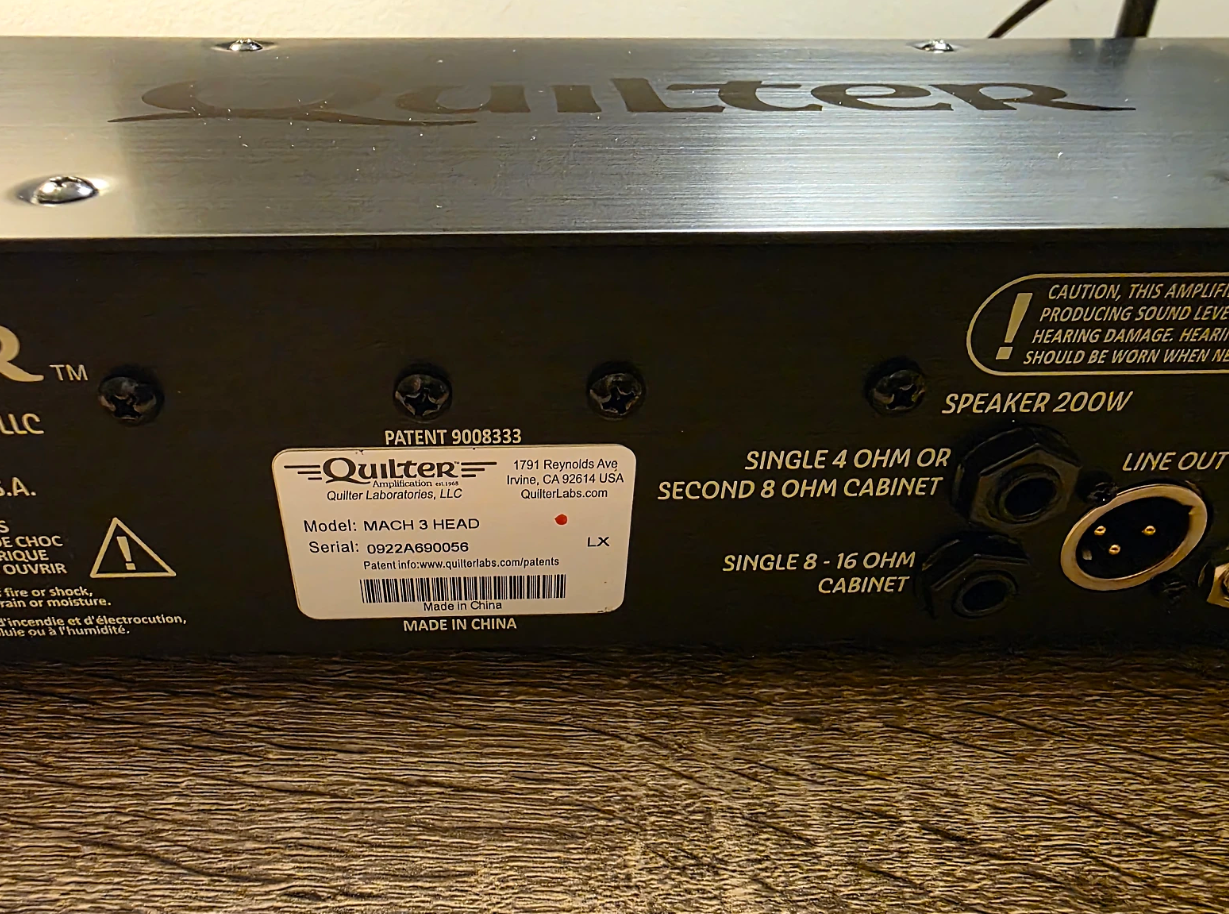 Quilter
TM
LLC
S.A.
DE CHOC
OUVRIR
fire or shock,
rain or moisture.
d'incendie et d'électrocution,
ou à l'humidité.
PATENT 9008333
Quilter
Amplification est.1968
Quilter Laboratories, LLC
1791 Reynolds Ave
Irvine, CA 92614 USA
QuilterLabs.com
Model: MACH 3 HEAD
Serial: 0922A690056
LX
Patent info:www.quilterlabs.com/patents
Made in China
MADE IN CHINA
CAUTION, THIS AMPLIFI
PRODUCING SOUND LEVE
HEARING DAMAGE. HEARI
SHOULD BE WORN WHEN NE
SPEAKER 200W
SINGLE 4 OHM OR
SECOND 8 OHM CABINET
LINE OUT
SINGLE 8 - 16 OHM
CABINET